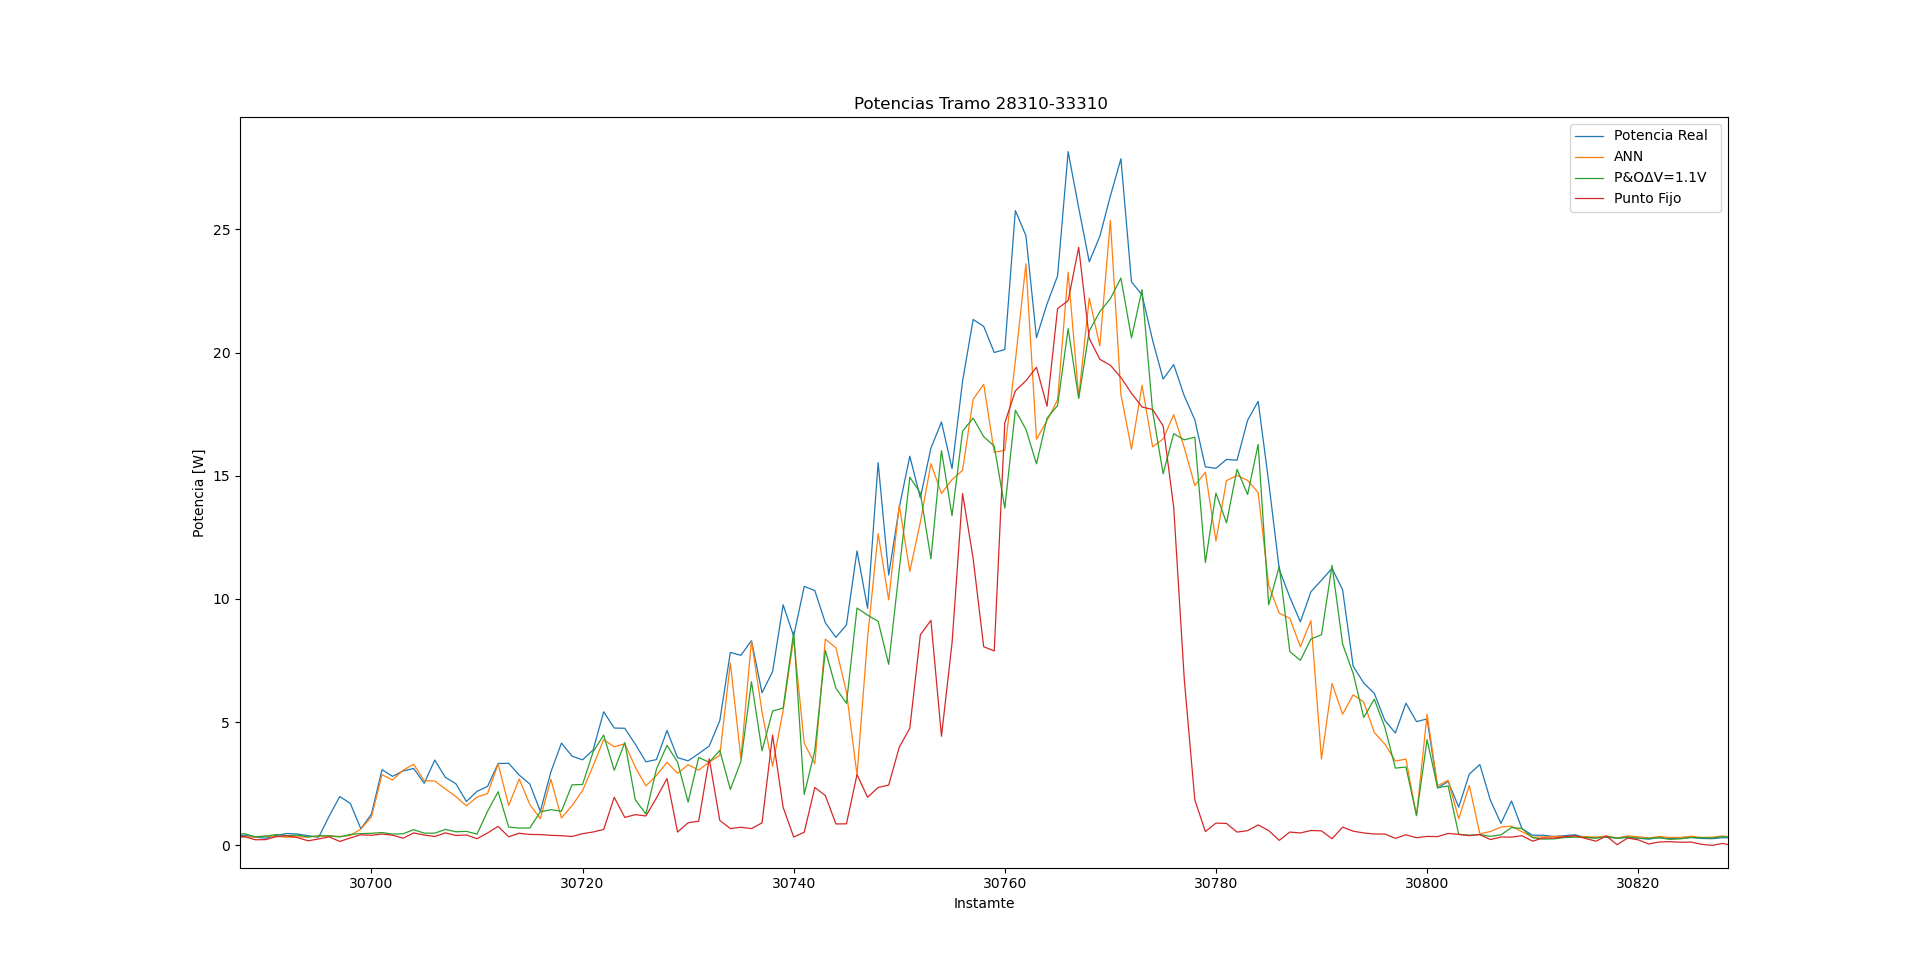 Potencias Tramo 28310-33310
Potencia Real
ANN
P&OΔV=1.1V
Punto Fijo
Potencia [W]
25
20
15
10
5
0
30700 30720 30740 30760 30780 30800 30820
Instamte